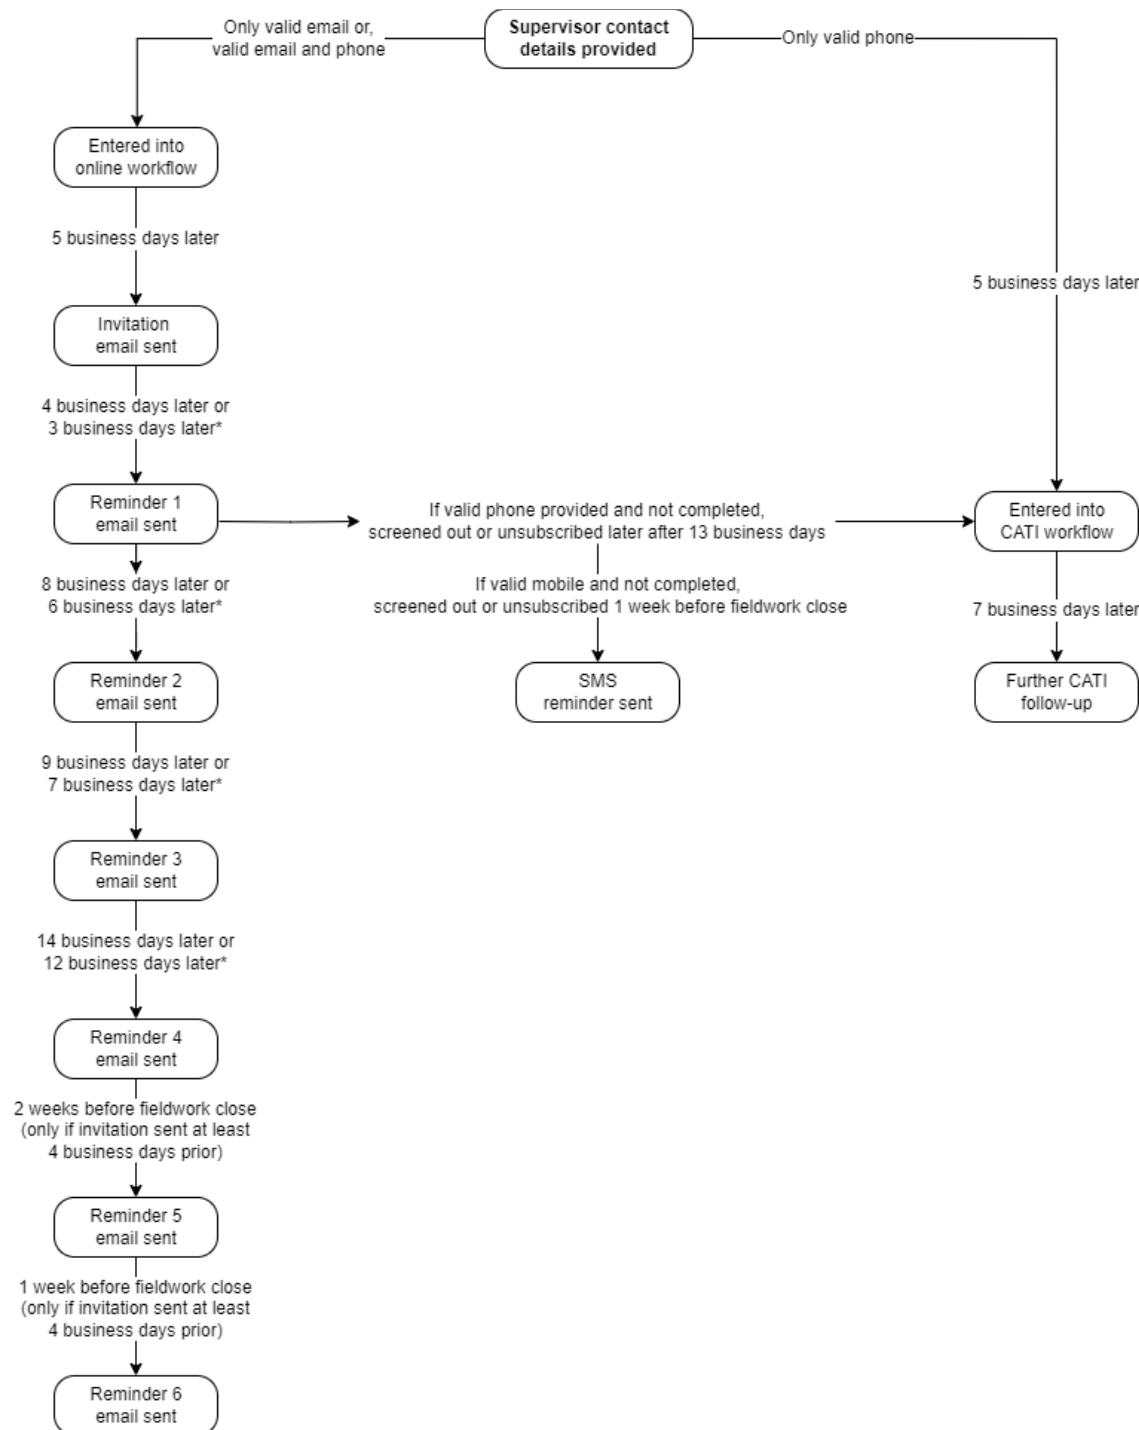 Supervisor contact
details provided
Only valid email or,
valid email and phone
Only valid phone
Entered into
online workflow
5 business days later
5 business days later
Invitation
email sent
4 business days later or
3 business days later*
Reminder 1
email sent
If valid phone provided and not completed,
screened out or unsubscribed later after 13 business days
Entered into
CATI workflow
8 business days later or
6 business days later*
If valid mobile and not completed,
screened out or unsubscribed 1 week before fieldwork close
7 business days later
Reminder 2
email sent
SMS
reminder sent
Further CATI
follow-up
9 business days later or
7 business days later*
Reminder 3
email sent
14 business days later or
12 business days later*
Reminder 4
email sent
2 weeks before fieldwork close
(only if invitation sent at least
4 business days prior)
Reminder 5
email sent
1 week before fieldwork close
(only if invitation sent at least
4 business days prior)
Reminder 6
email sent